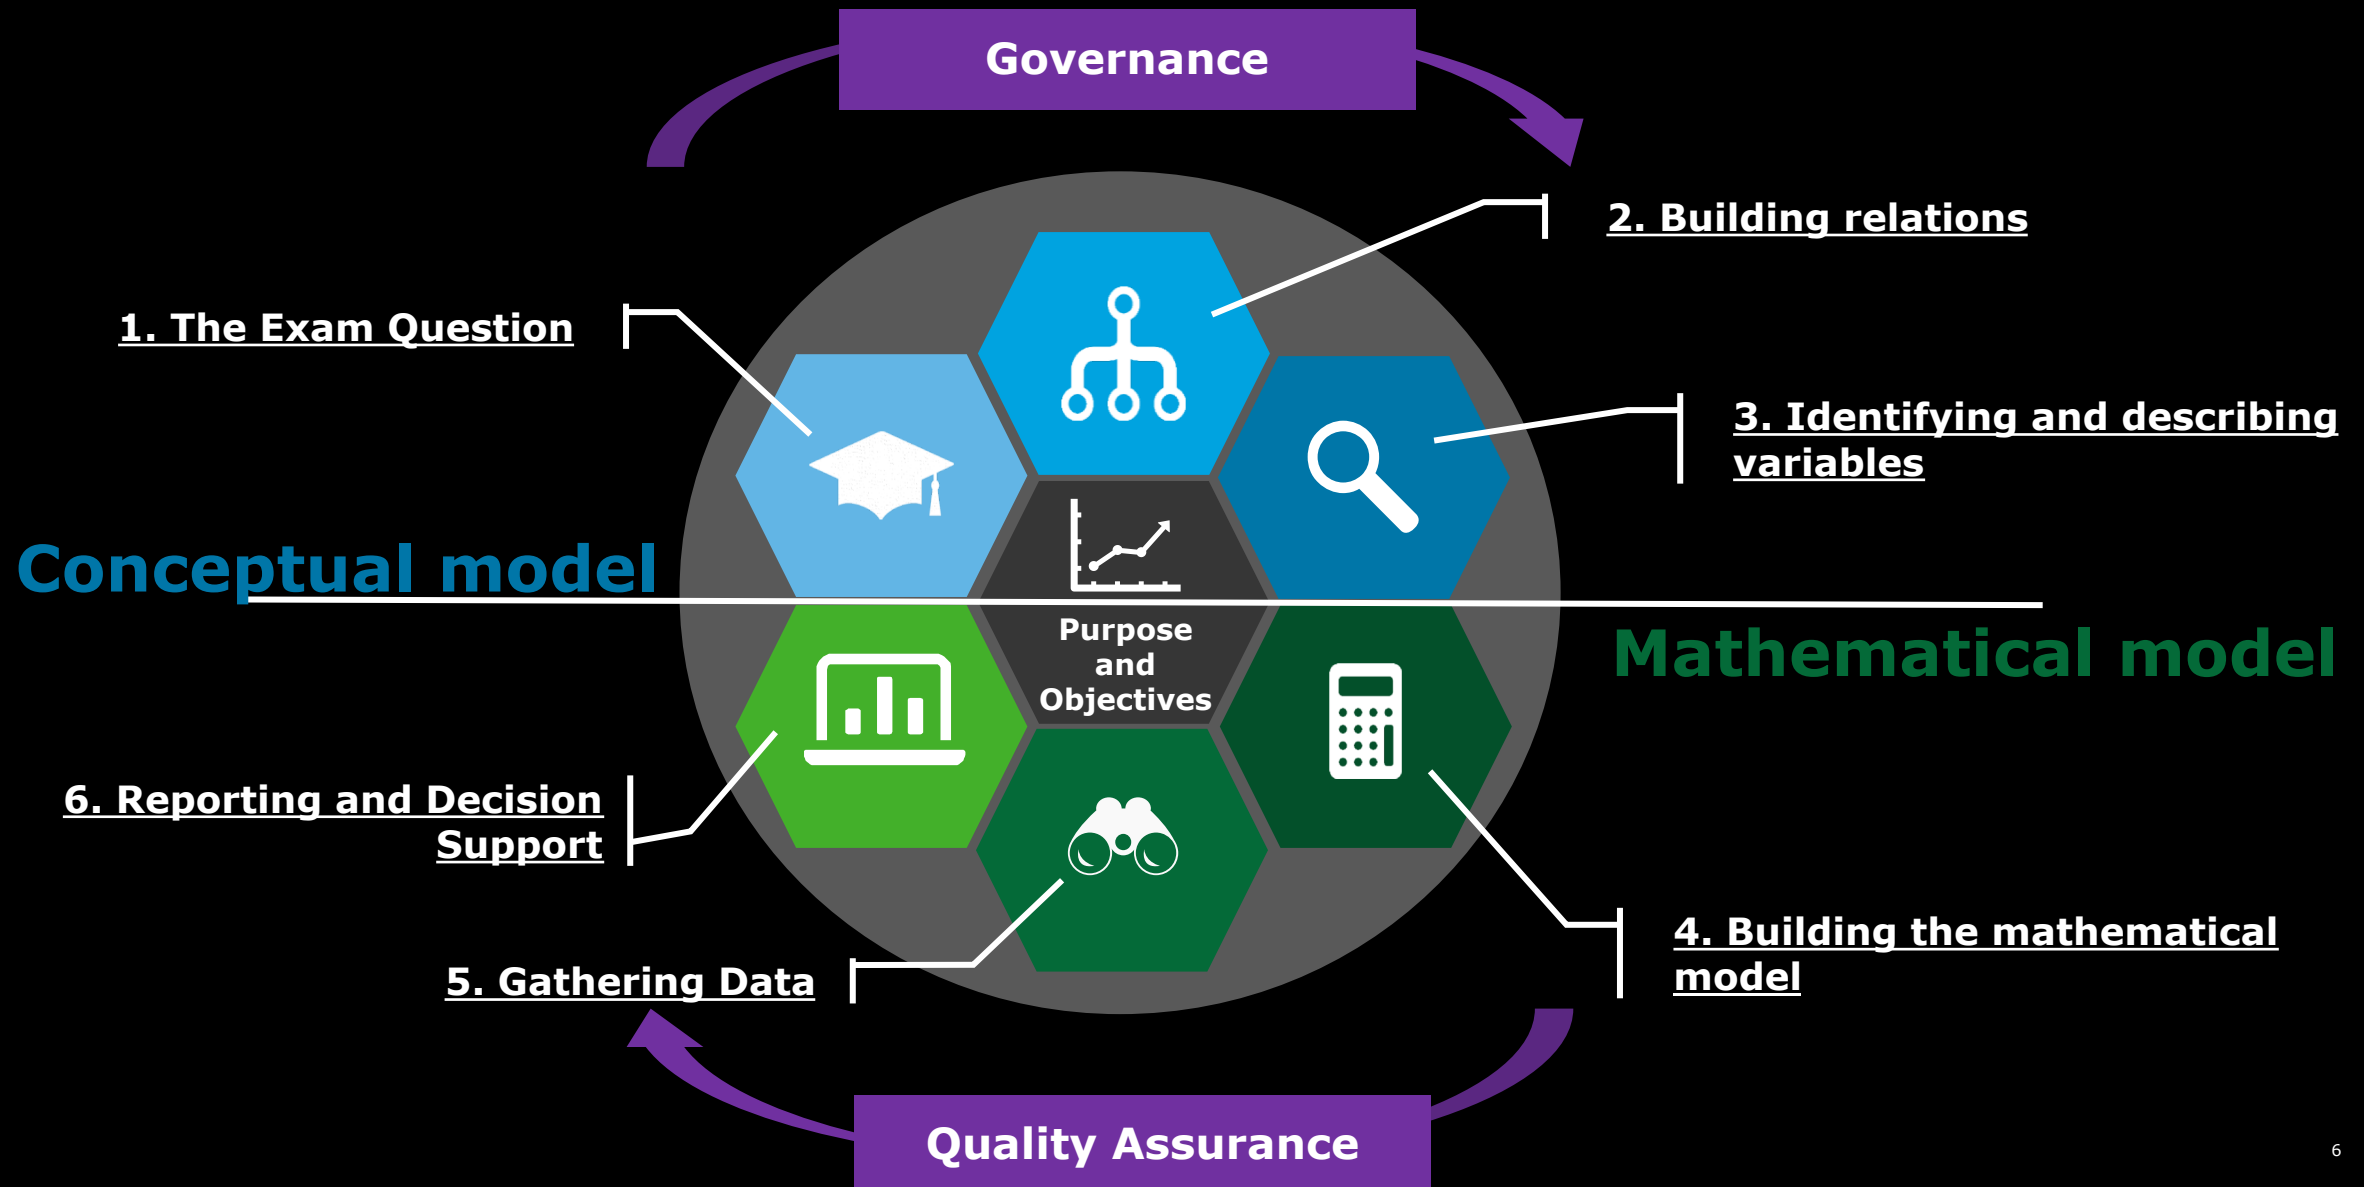 Governance
2. Building relations
1. The Exam Question
3. Identifying and describing
variables
Conceptual model
Purpose
and
Objectives
Mathematical model
6. Reporting and Decision
Support
4. Building the mathematical
model
5. Gathering Data
Quality Assurance
6